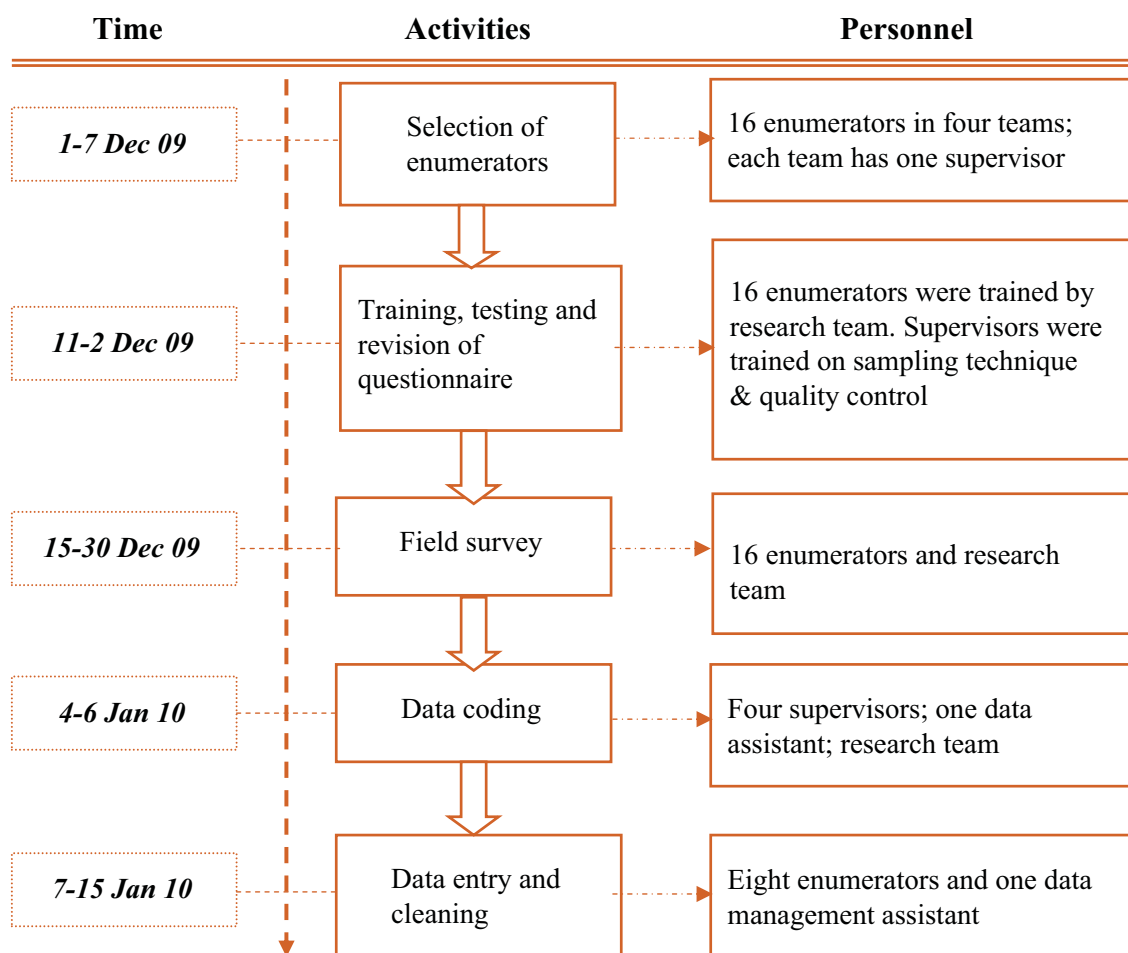 Time Activities Personnel
1-7 Dec 09
Selection of
enumerators
16 enumerators in four teams;
each team has one supervisor
11-2 Dec 09
Training, testing and
revision of
questionnaire
16 enumerators were trained by
research team. Supervisors were
trained on sampling technique
& quality control
15-30 Dec 09
Field survey
16 enumerators and research
team
4-6 Jan 10
Data coding
Four supervisors; one data
assistant; research team
7-15 Jan 10
Data entry and
cleaning
Eight enumerators and one data
management assistant